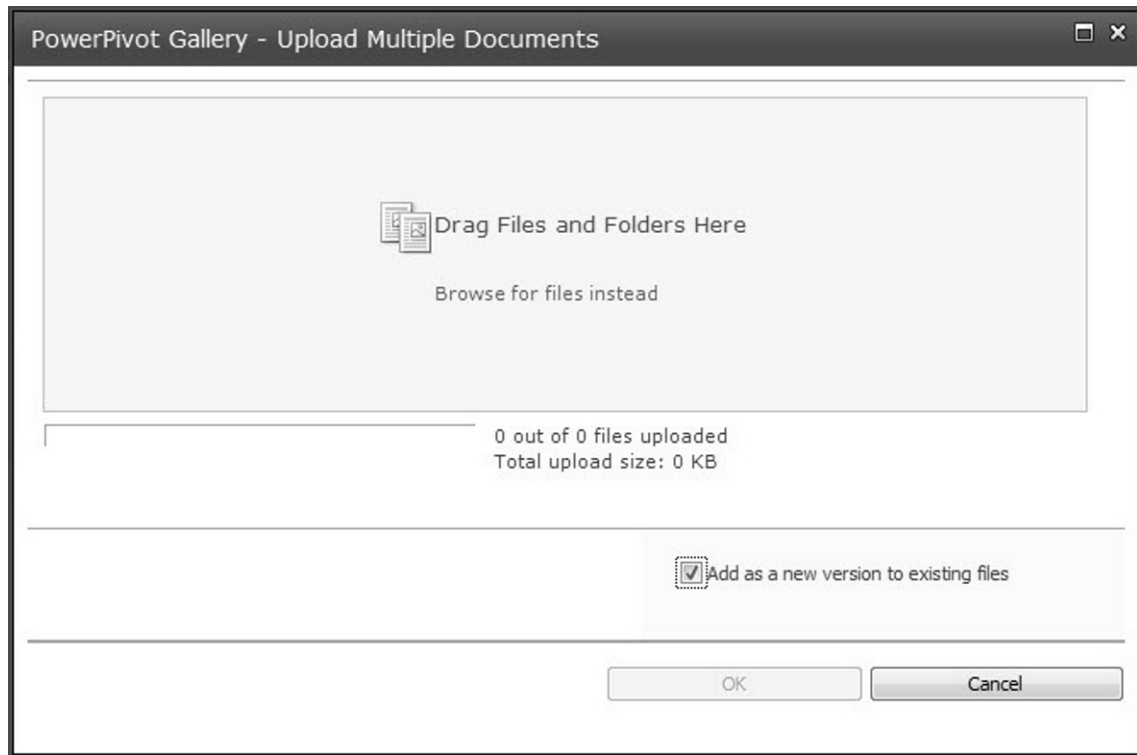 PowerPivot Gallery - Upload Multiple Documents
Drag Files and Folders Here
Browse for files instead
0 out of 0 files uploaded
Total upload size: 0 KB
Add as a new version to existing files
OK
Cancel